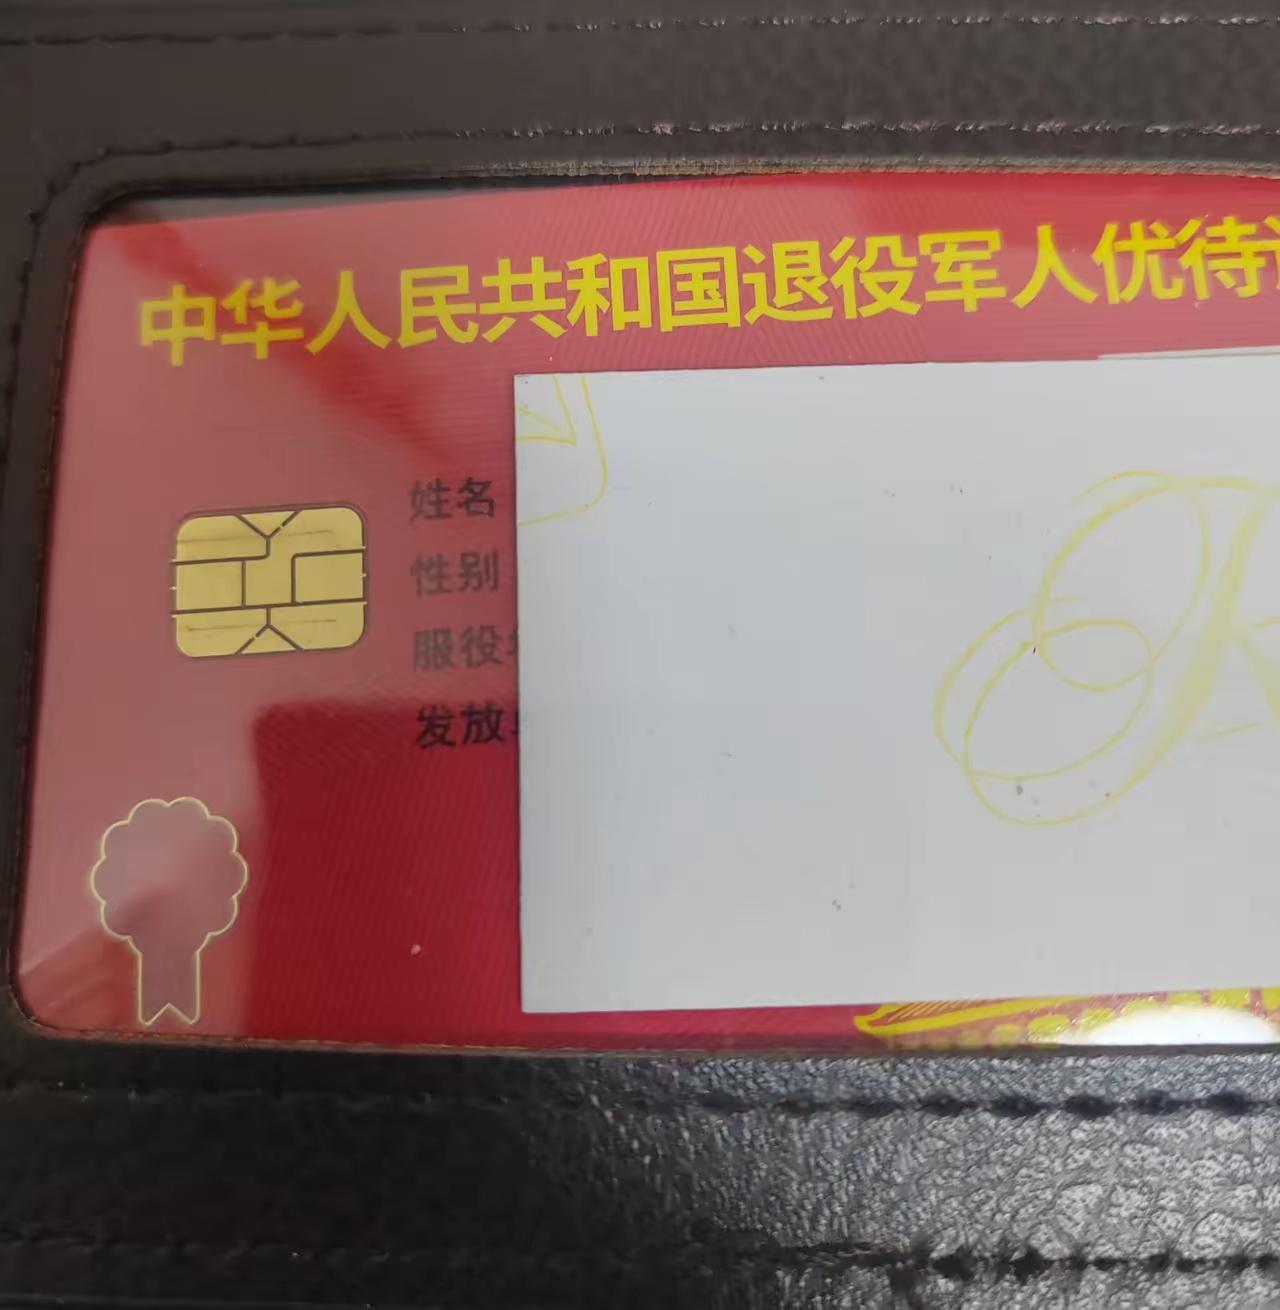 中华人民共和国退役军人优待
姓名
性别
服役
发放